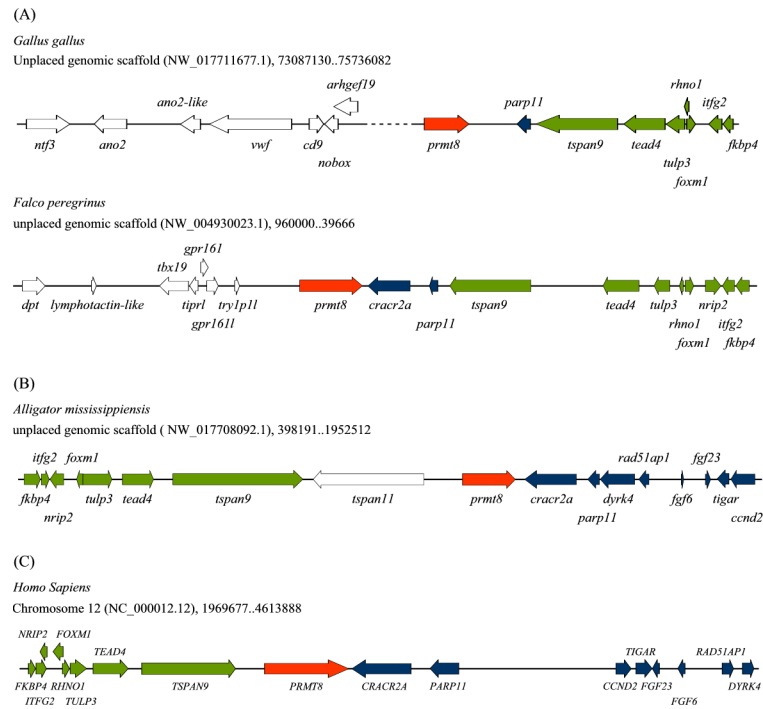 (A)
Gallus gallus
Unplaced genomic scaffold (NW_017711677.1), 73087130..75736082
arhgef19
rhno1
ano2-like parp11 itfg2
ntf3 ano2 vwf cd9 prmt8 tspan9 tead4 fkbp4
nobox tulp3
foxm1
Falco peregrinus
unplaced genomic scaffold (NW_004930023.1), 960000..39666
gpr161
tbx19
dpt lymphotactin-like tiprl try1p1l prmt8 cracr2a tspan9 tead4 tulp3 nrip2
gpr161l parp11 rhno1 itfg2
foxm1 fkbp4
(B)
Alligator mississippiensis
unplaced genomic scaffold ( NW_017708092.1), 398191..1952512
itfg2 foxm1 rad51ap1 fgf23
fkbp4 tulp3 tead4 tspan9 tspan11 prmt8 cracr2a dyrk4 fgf6 tigar
nrip2 parp11 ccnd2
(C)
Homo Sapiens
Chromosome 12 (NC_000012.12), 1969677..4613888
NRIP2 FOXM1
TEAD4 TIGAR RAD51AP1
FKBP4 RHNO1 TSPAN9 PRMT8 CRACR2A PARP11 CCND2 FGF23 DYRK4
ITFG2 TULP3 FGF6